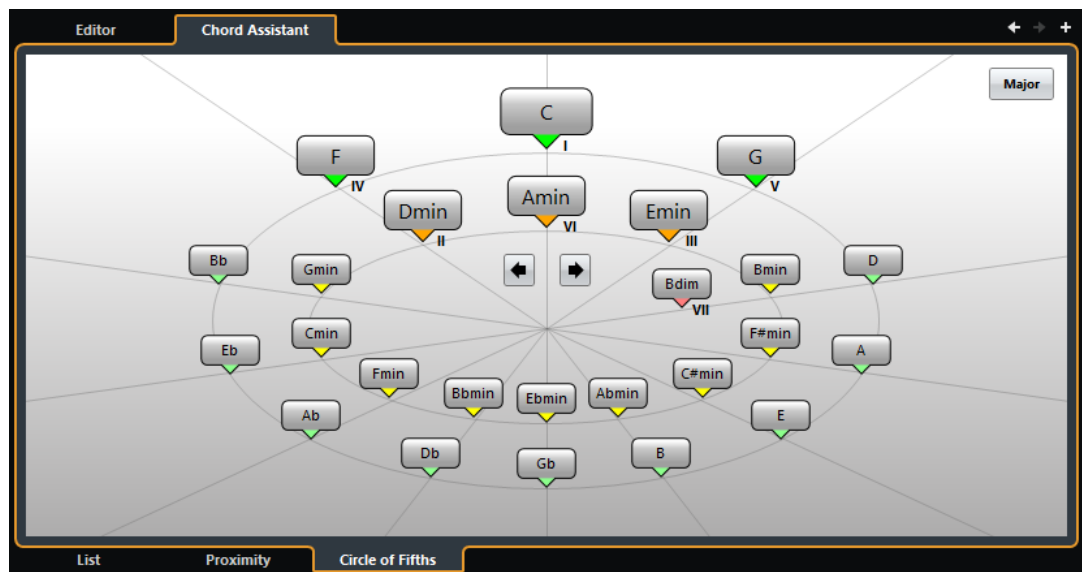 Editor
Chord Assistant
Major
C
I
F
IV
G
V
Dmin
II
Amin
VI
Emin
III
Bb
Gmin
Bdim
VII
Bmin
D
Eb
Cmin
F#min
A
Fmin
C#min
Bbmin
Ebmin
Abmin
Ab
E
Db
Gb
B
List
Proximity
Circle of Fifths